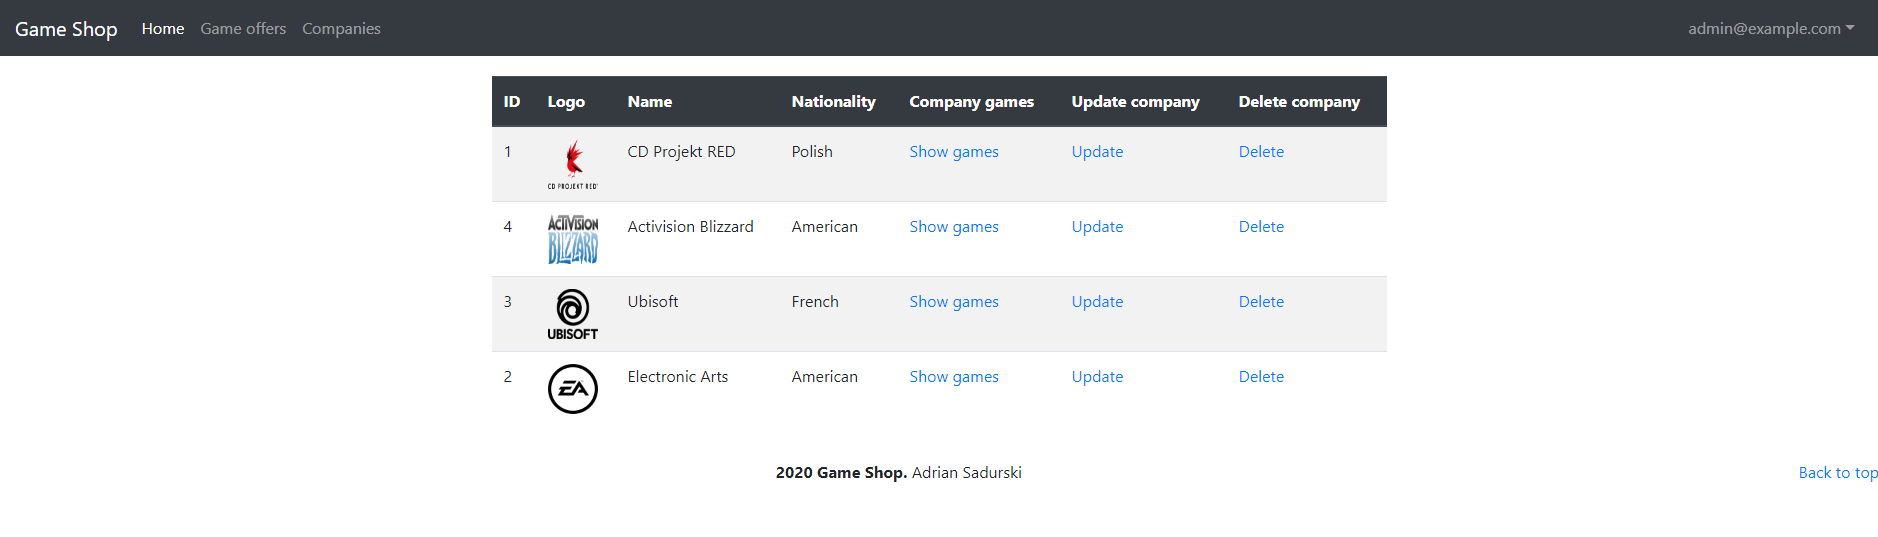 Game Shop Home Game offers Companies admin@example.com
ID Logo Name Nationality Company games Update company Delete company
1 CD PROJEKT RED CD Projekt RED Polish Show games Update Delete
4 ACTIVISION BLIZZARD Activision Blizzard American Show games Update Delete
3 UBISOFT Ubisoft French Show games Update Delete
2 EA Electronic Arts American Show games Update Delete
2020 Game Shop. Adrian Sadurski Back to top